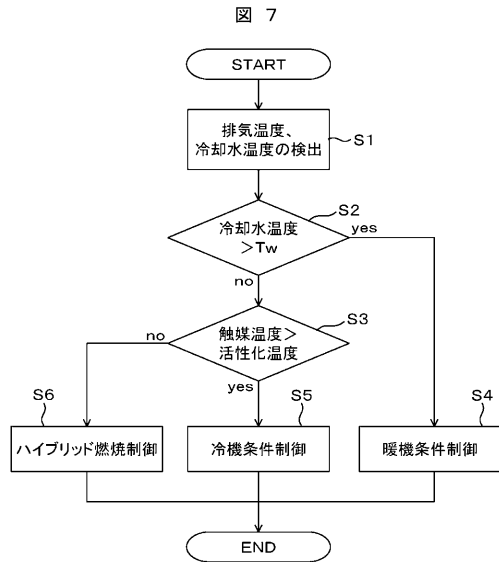 図 7
START
排気温度、
冷却水温度の検出
S1
冷却水温度
>Tw
S2
yes
no
触媒温度>
活性化温度
S3
no
yes
S6
ハイブリッド燃焼制御
S5
冷機条件制御
S4
暖機条件制御
END